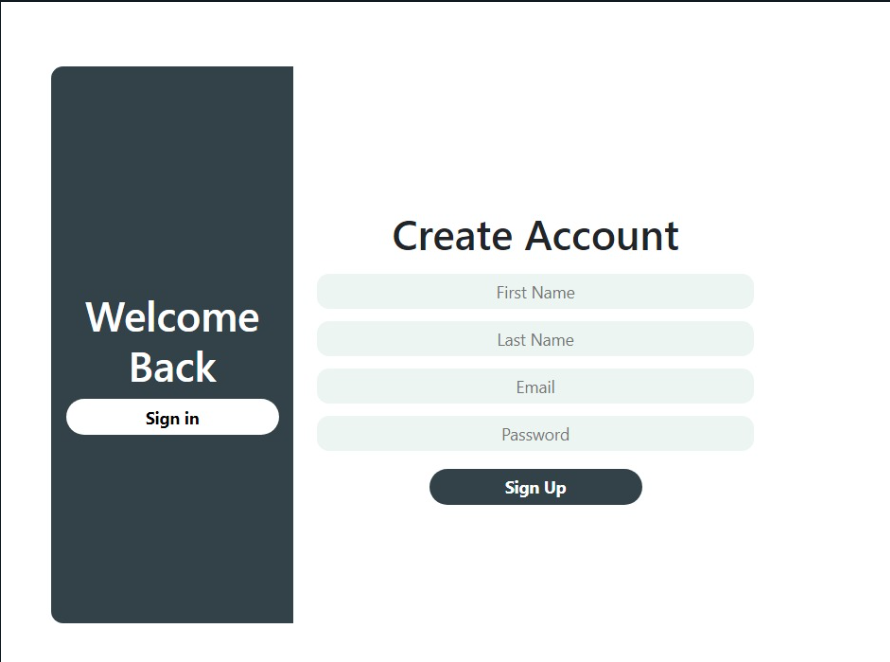 Welcome
Back
Sign in
Create Account
First Name
Last Name
Email
Password
Sign Up